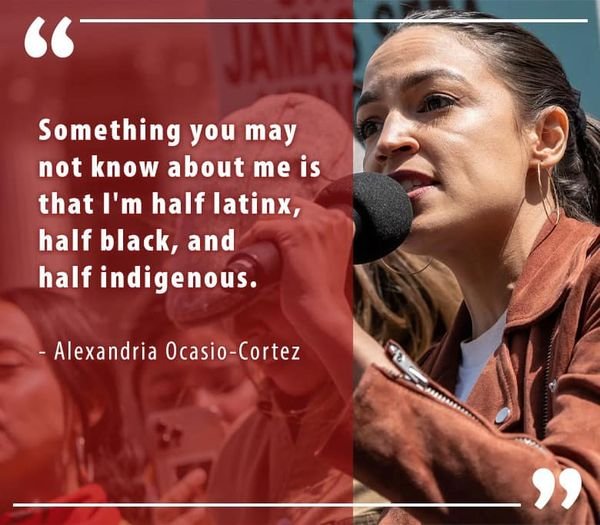 JAMAS
“
Something you may
not know about me is
that I'm half latinx,
half black, and
half indigenous.
- Alexandria Ocasio-Cortez
”